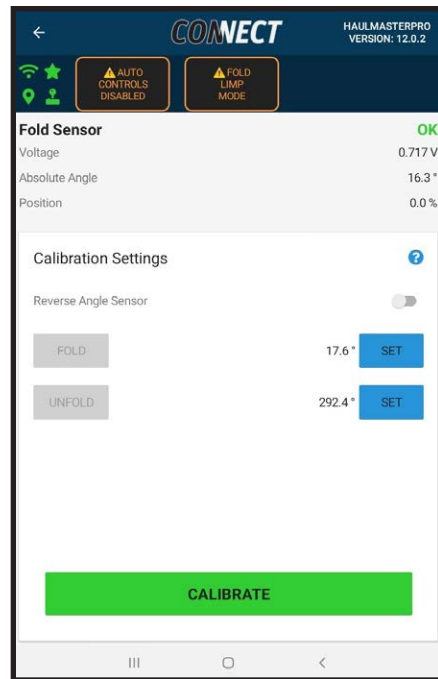 CONNECT
HAULMASTERPRO
VERSION: 12.0.2
AUTO
CONTROLS
DISABLED
FOLD
LIMP
MODE
Fold Sensor OK
Voltage 0.717 V
Absolute Angle 16.3 °
Position 0.0 %
Calibration Settings ?
Reverse Angle Sensor
FOLD 17.6 ° SET
UNFOLD 292.4 ° SET
CALIBRATE